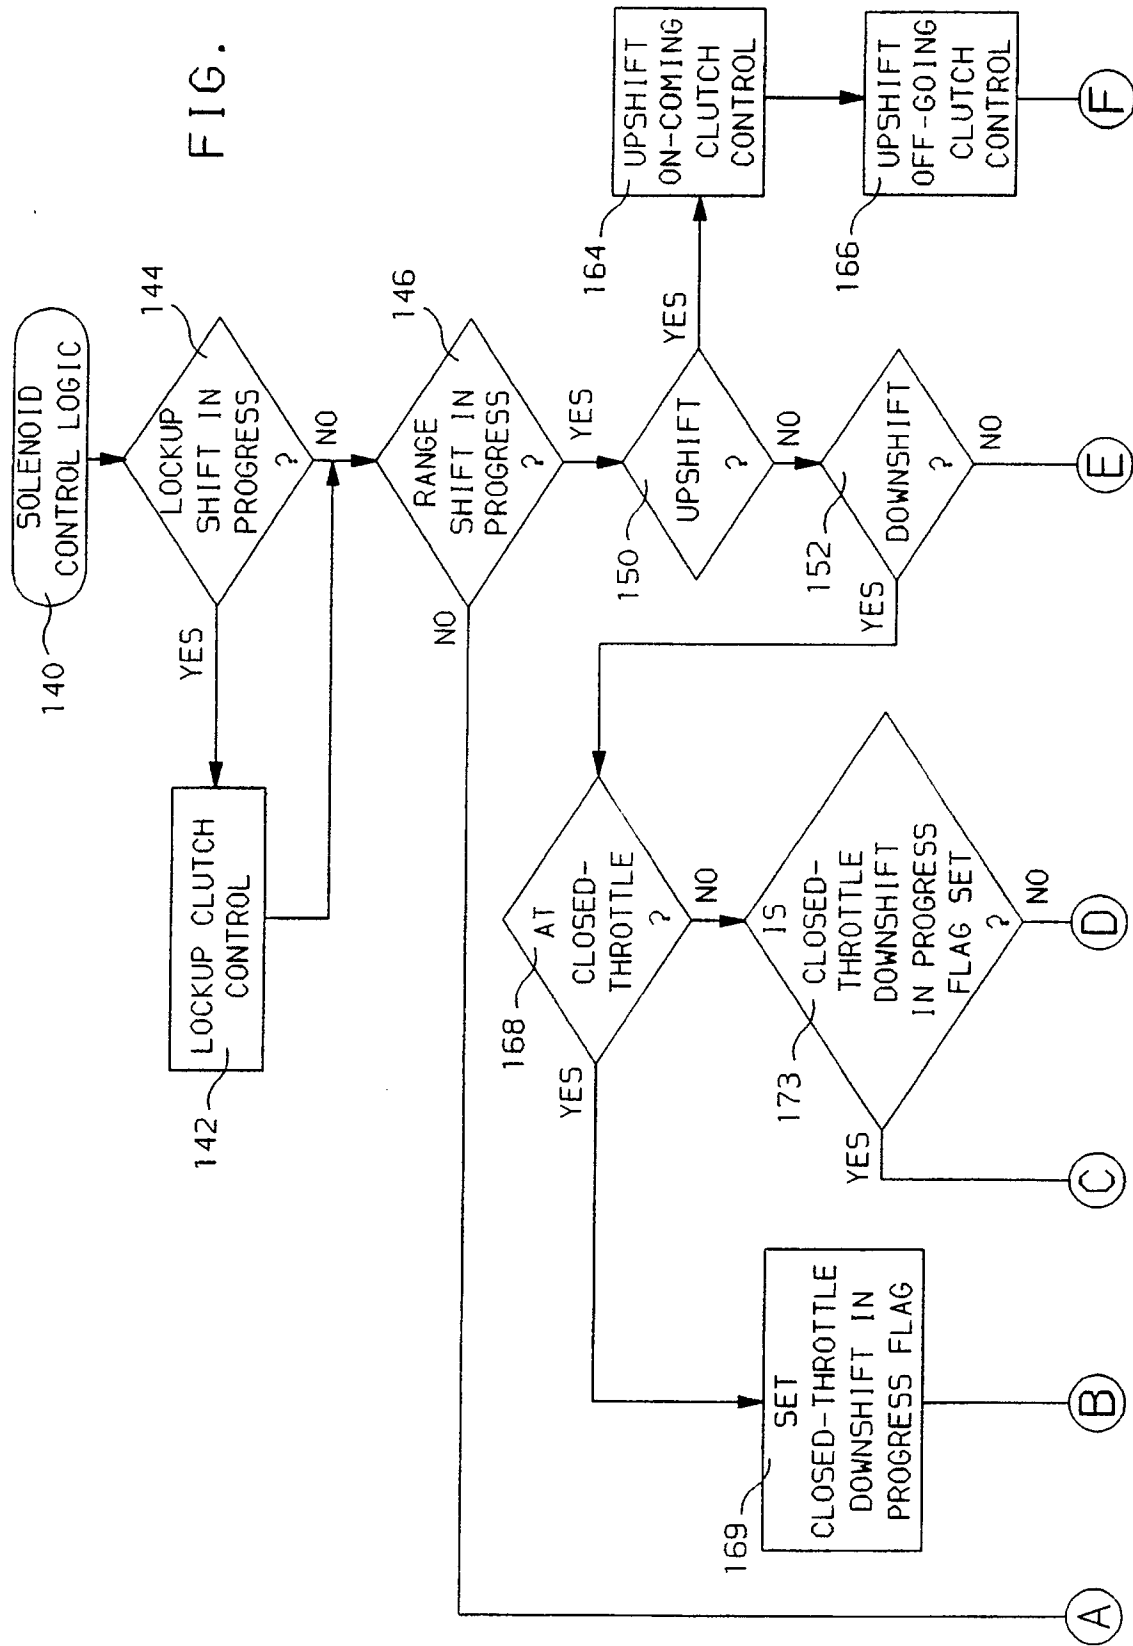 FIG.
SOLENOID
CONTROL LOGIC
140
LOCKUP
SHIFT IN
PROGRESS
?
144
YES
NO
LOCKUP CLUTCH
CONTROL
142
RANGE
SHIFT IN
PROGRESS
?
146
NO
YES
UPSHIFT
?
150
YES
NO
UPSHIFT
ON-COMING
CLUTCH
CONTROL
164
UPSHIFT
OFF-GOING
CLUTCH
CONTROL
166
DOWNSHIFT
?
152
YES
NO
AT
CLOSED-
THROTTLE
?
168
YES
NO
IS
CLOSED-
THROTTLE
DOWNSHIFT
IN PROGRESS
FLAG SET
?
173
YES
NO
SET
CLOSED-THROTTLE
DOWNSHIFT IN
PROGRESS FLAG
169
A
B
C
D
E
F